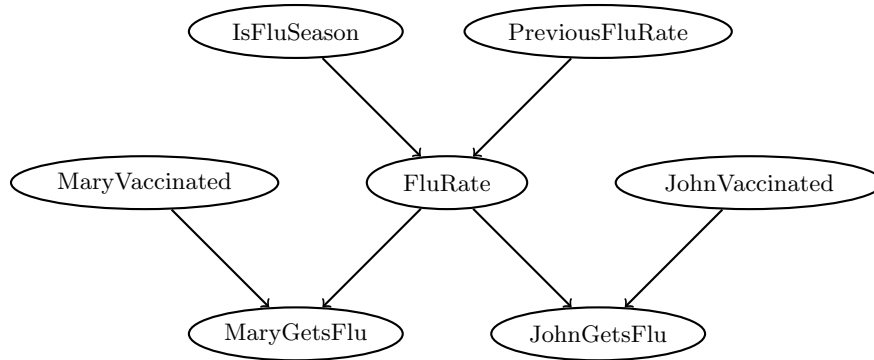 IsFluSeason
PreviousFluRate
MaryVaccinated
FluRate
JohnVaccinated
MaryGetsFlu
JohnGetsFlu